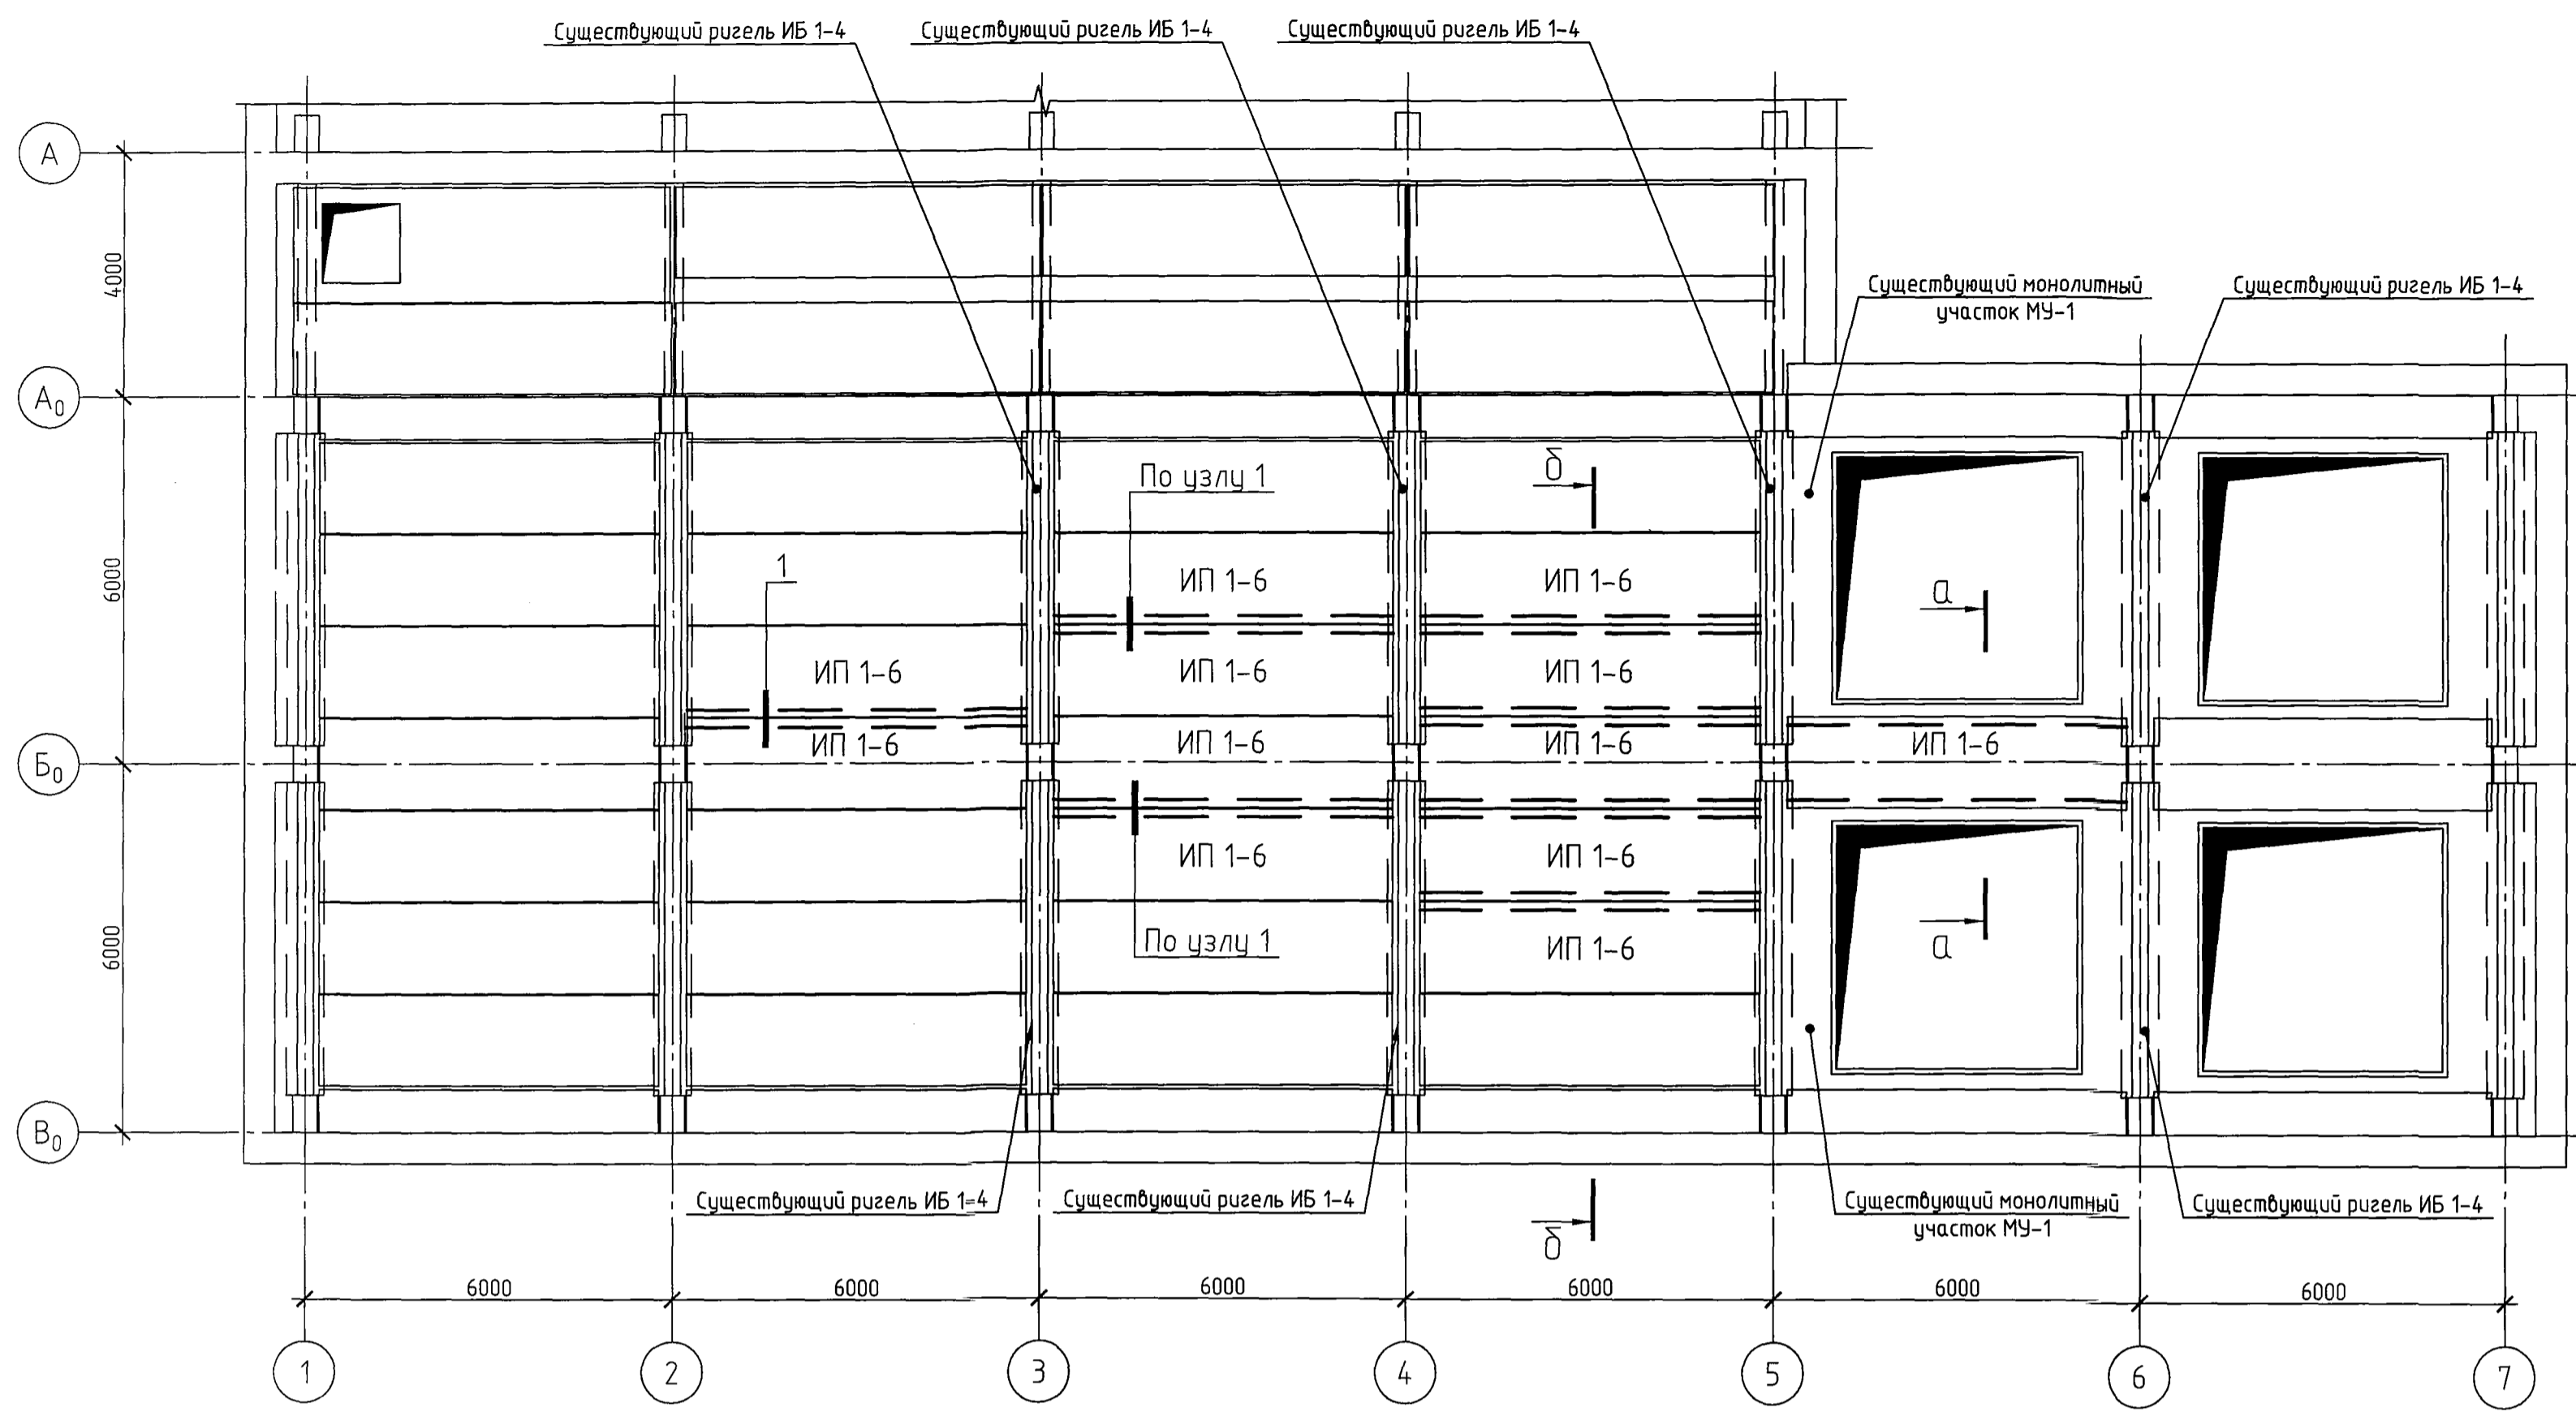 Существующий ригель ИБ 1-4
Существующий ригель ИБ 1-4
Существующий ригель ИБ 1-4
А
4000
Существующий монолитный
участок МУ-1
Существующий ригель ИБ 1-4
А0
По узлу 1
б
1
6000
ИП 1-6
ИП 1-6
а
ИП 1-6
ИП 1-6
ИП 1-6
ИП 1-6
ИП 1-6
ИП 1-6
ИП 1-6
Б0
ИП 1-6
ИП 1-6
6000
По узлу 1
ИП 1-6
а
В0
Существующий ригель ИБ 1-4
Существующий ригель ИБ 1-4
б
Существующий монолитный
участок МУ-1
Существующий ригель ИБ 1-4
6000
6000
6000
6000
6000
6000
1
2
3
4
5
6
7